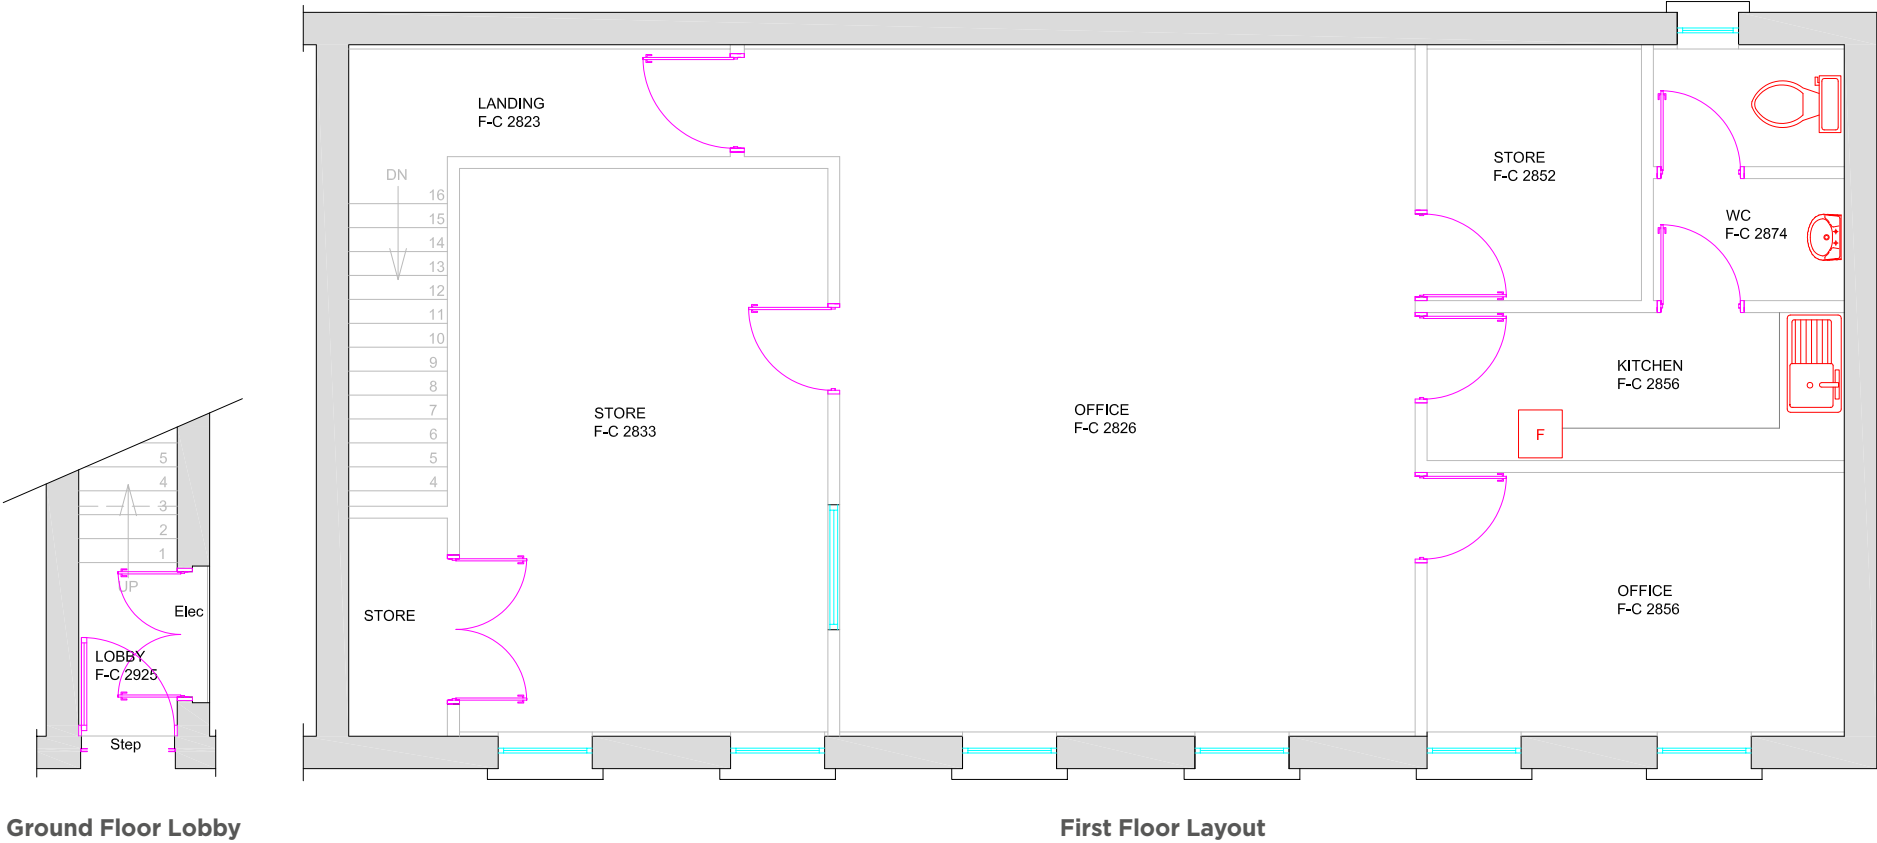 LANDING
F-C 2823
DN
16
15
14
13
12
11
10
9
8
7
6
5
4
STORE
F-C 2833
STORE
OFFICE
F-C 2826
STORE
F-C 2852
WC
F-C 2874
KITCHEN
F-C 2856
F
OFFICE
F-C 2856
5
4
3
2
1
UP
Elec
LOBBY
F-C 2925
Step
Ground Floor Lobby
First Floor Layout